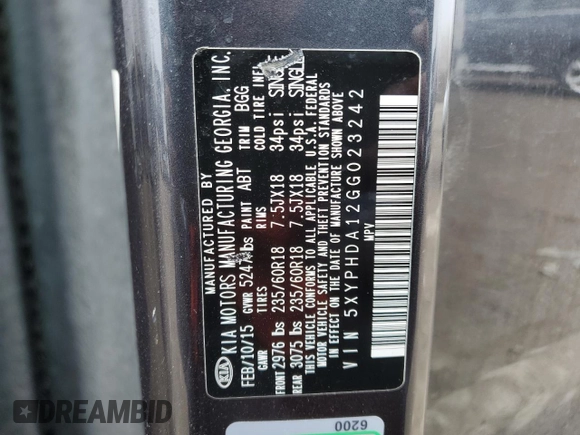 MANUFACTURED BY
KIA KIA MOTORS MANUFACTURING GEORGIA, INC.
FEB/10/15 GVWR lbs PAINT ABT TRIM BGG
GAWR TIRES RIMS COLD TIRE
FRONT 2976 lbs 235/60R18 7.5JX18 34psi
REAR 3075 lbs 235/60R18 7.5JX18 34psi SINGLE
THIS VEHICLE CONFORMS TO ALL APPLICABLE U.S.A. FEDERAL
MOTOR VEHICLE SAFETY AND THEFT PREVENTION STANDARDS
IN EFFECT ON THE DATE OF MANUFACTURE SHOWN ABOVE
VIN 5XYPHDA12GG023242
MPV
6200
DREAMBID